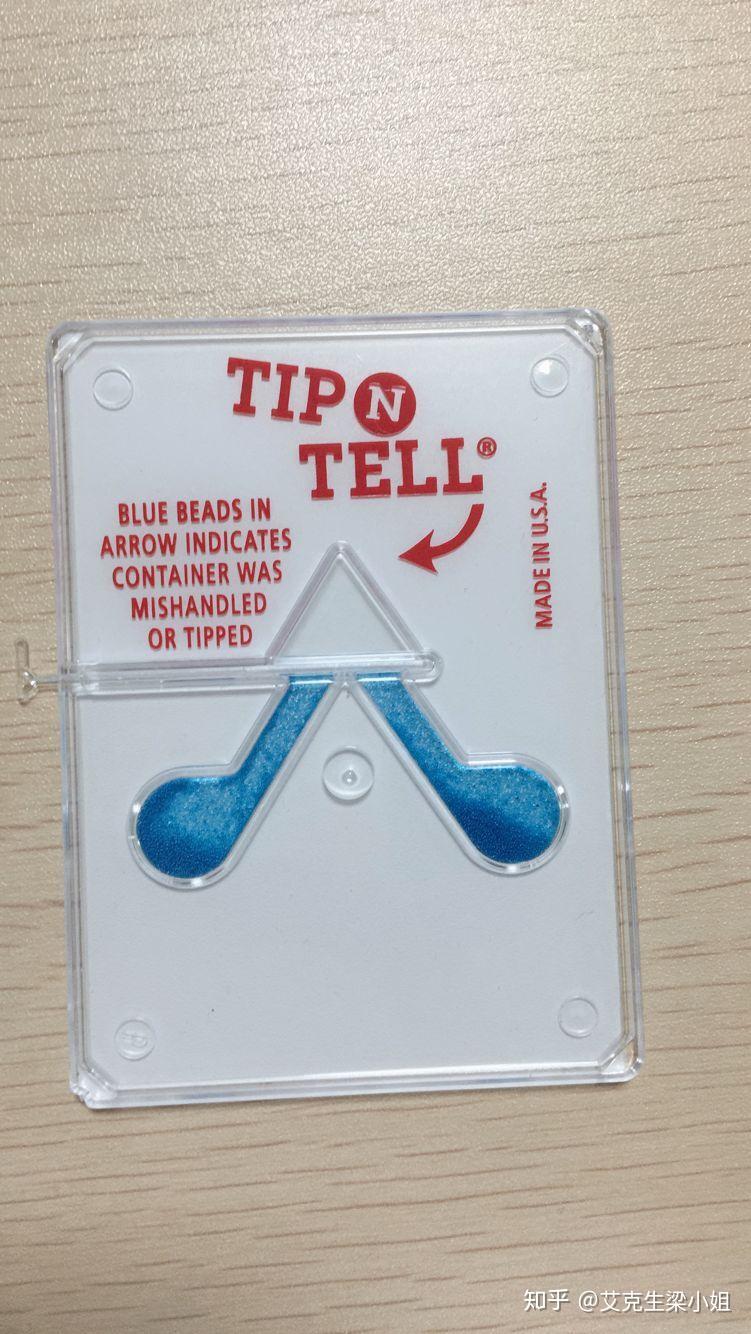 TIP N
TELL®
BLUE BEADS IN
ARROW INDICATES
CONTAINER WAS
MISHANDLED
OR TIPPED
MADE IN U.S.A.
知乎 @艾克生梁小姐